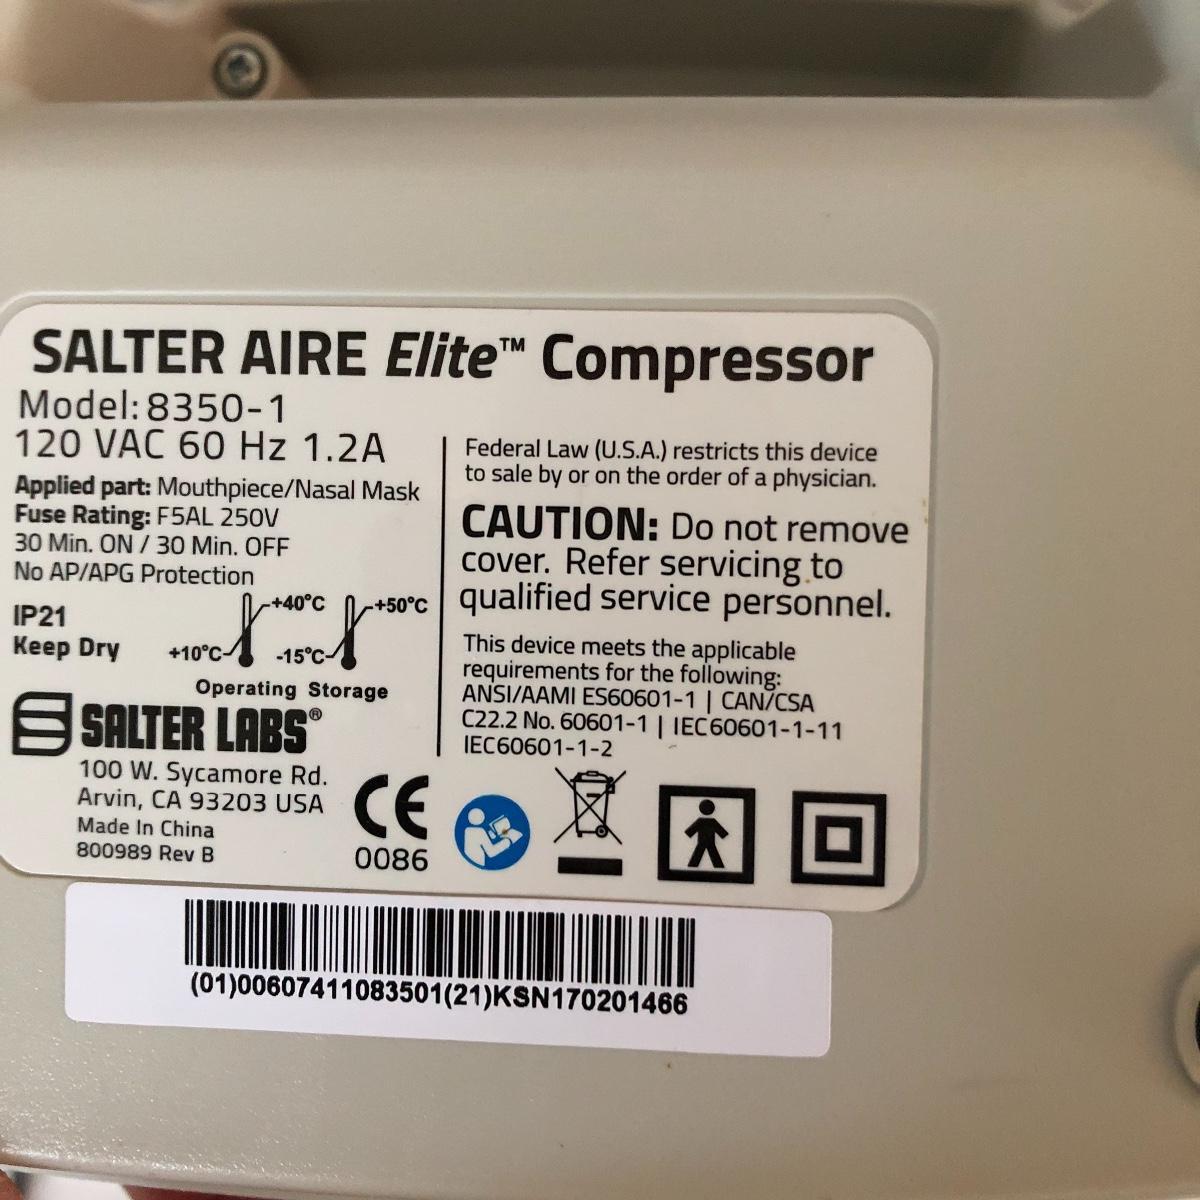 SALTER AIRE Elite™ Compressor
Model: 8350-1
120 VAC 60 Hz 1.2A
Applied part: Mouthpiece/Nasal Mask
Fuse Rating: F5AL 250V
30 Min. ON / 30 Min. OFF
No AP/APG Protection
IP21
Keep Dry
+10°C +40°C
-15°C +50°C
Operating Storage
SALTER LABS®
100 W. Sycamore Rd.
Arvin, CA 93203 USA
Made In China
800989 Rev B
CE
0086
Federal Law (U.S.A.) restricts this device
to sale by or on the order of a physician.
CAUTION: Do not remove
cover. Refer servicing to
qualified service personnel.
This device meets the applicable
requirements for the following:
ANSI/AAMI ES60601-1 | CAN/CSA
C22.2 No. 60601-1 | IEC60601-1-11
IEC60601-1-2
(01)00607411083501(21)KSN170201466